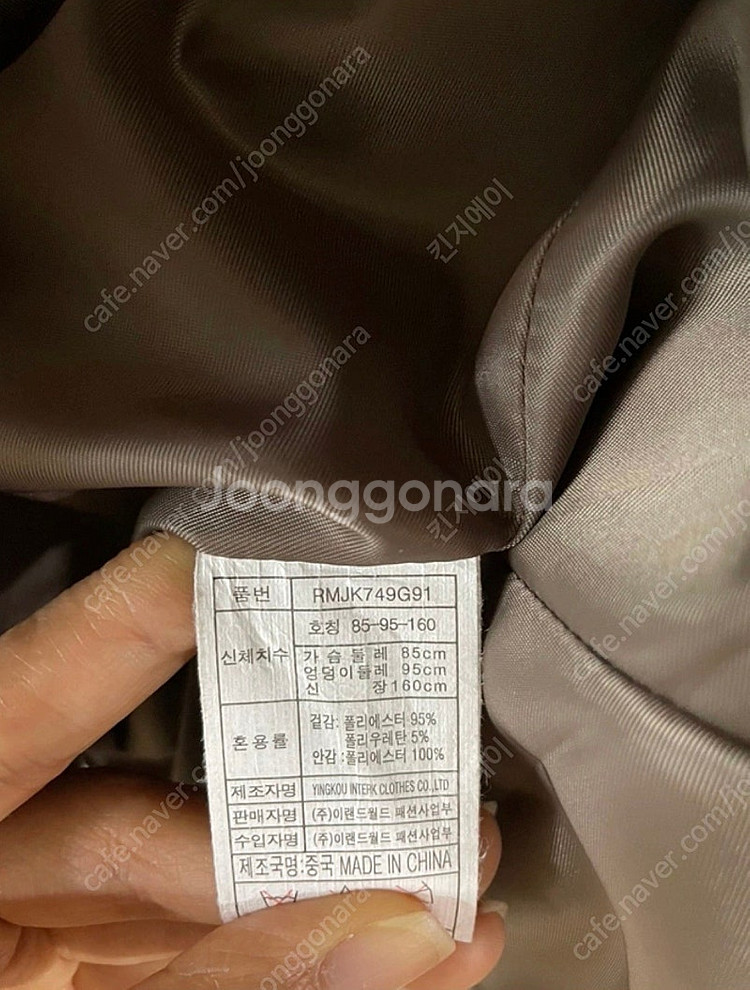 cafe.naver.com/joonggonara
킨지에이
cafe.naver.com/joonggonara
Joonggonara
킨지에이
품번 RMJK749G91
신체치수 호칭 85-95-160
가슴둘레 85cm
엉덩이둘레 95cm
신장 160cm
혼용률 겉감: 폴리에스터 95%
폴리우레탄 5%
안감 :폴리에스터 100%
제조자명 YINGKOU INTERK CLOTHES CO.,LTD
판매자명 (주)이랜드월드 패션사업부
수입자명 (주)이랜드월드 패션사업부
제조국명:중국 MADE IN CHINA